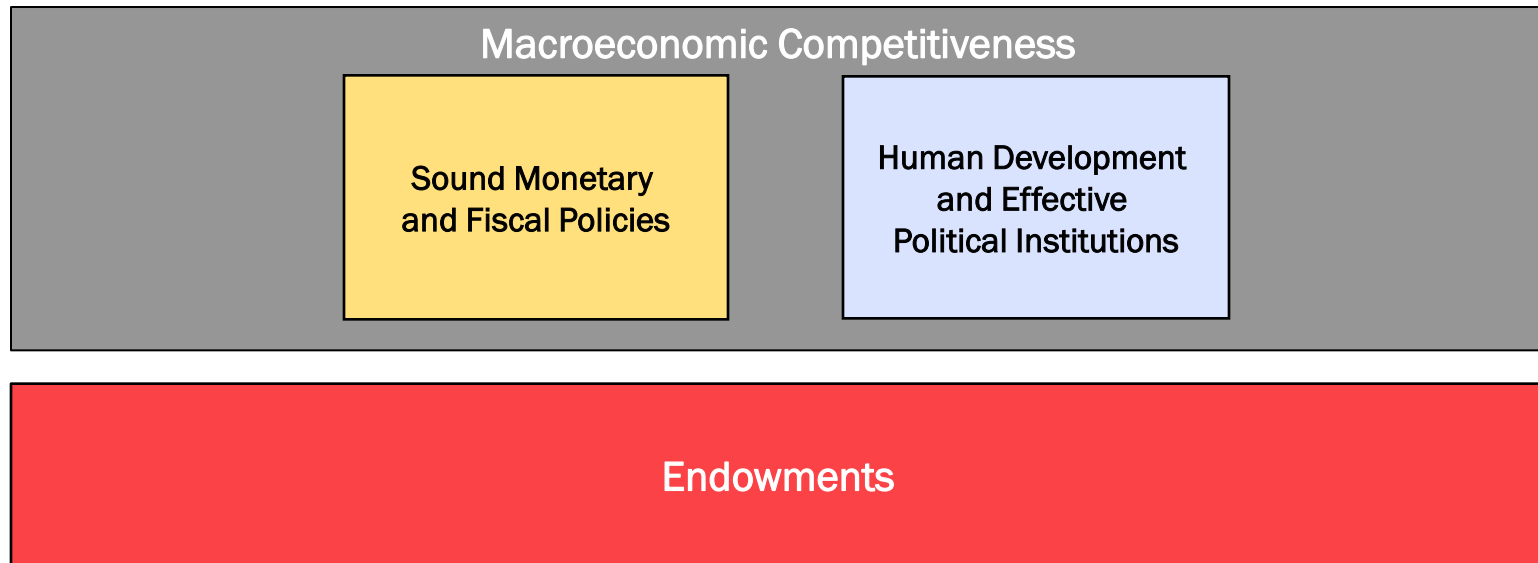 Macroeconomic Competitiveness
Sound Monetary
and Fiscal Policies
Human Development
and Effective
Political Institutions
Endowments